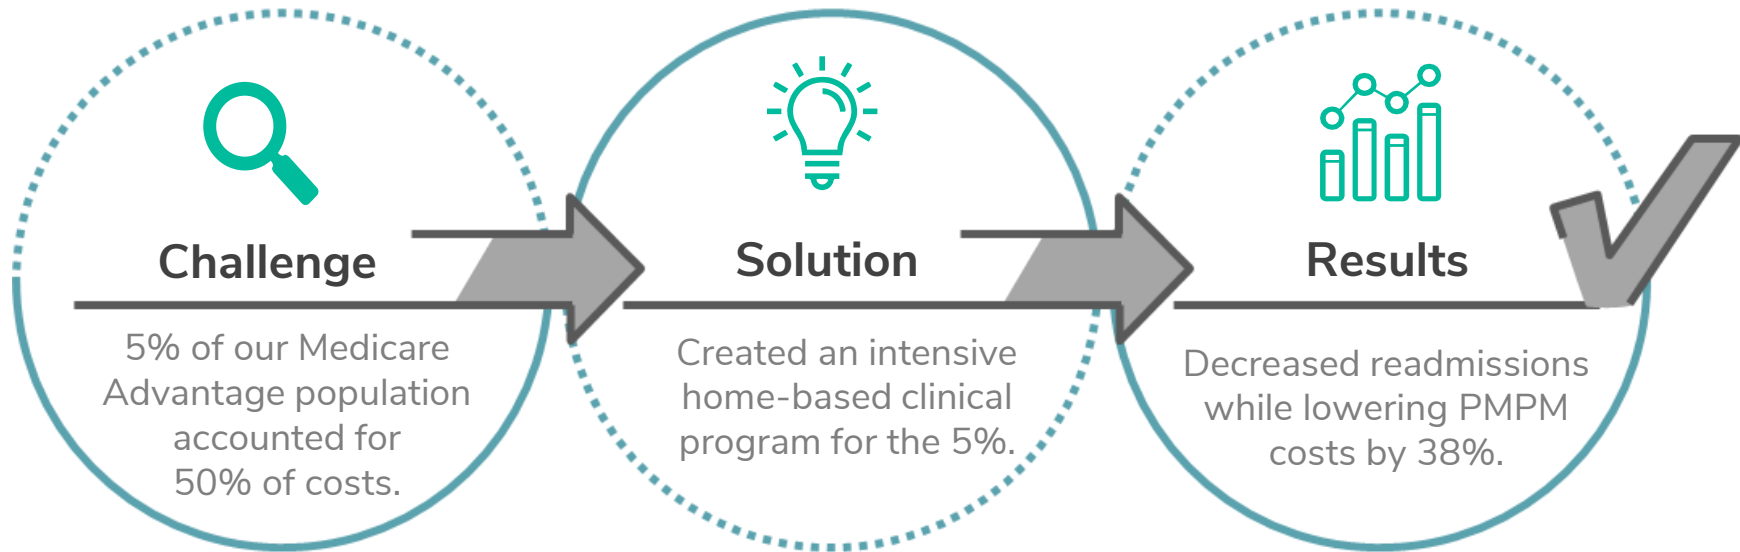 Challenge
5% of our Medicare
Advantage population
accounted for
50% of costs.
Solution
Created an intensive
home-based clinical
program for the 5%.
Results
Decreased readmissions
while lowering PMPM
costs by 38%.